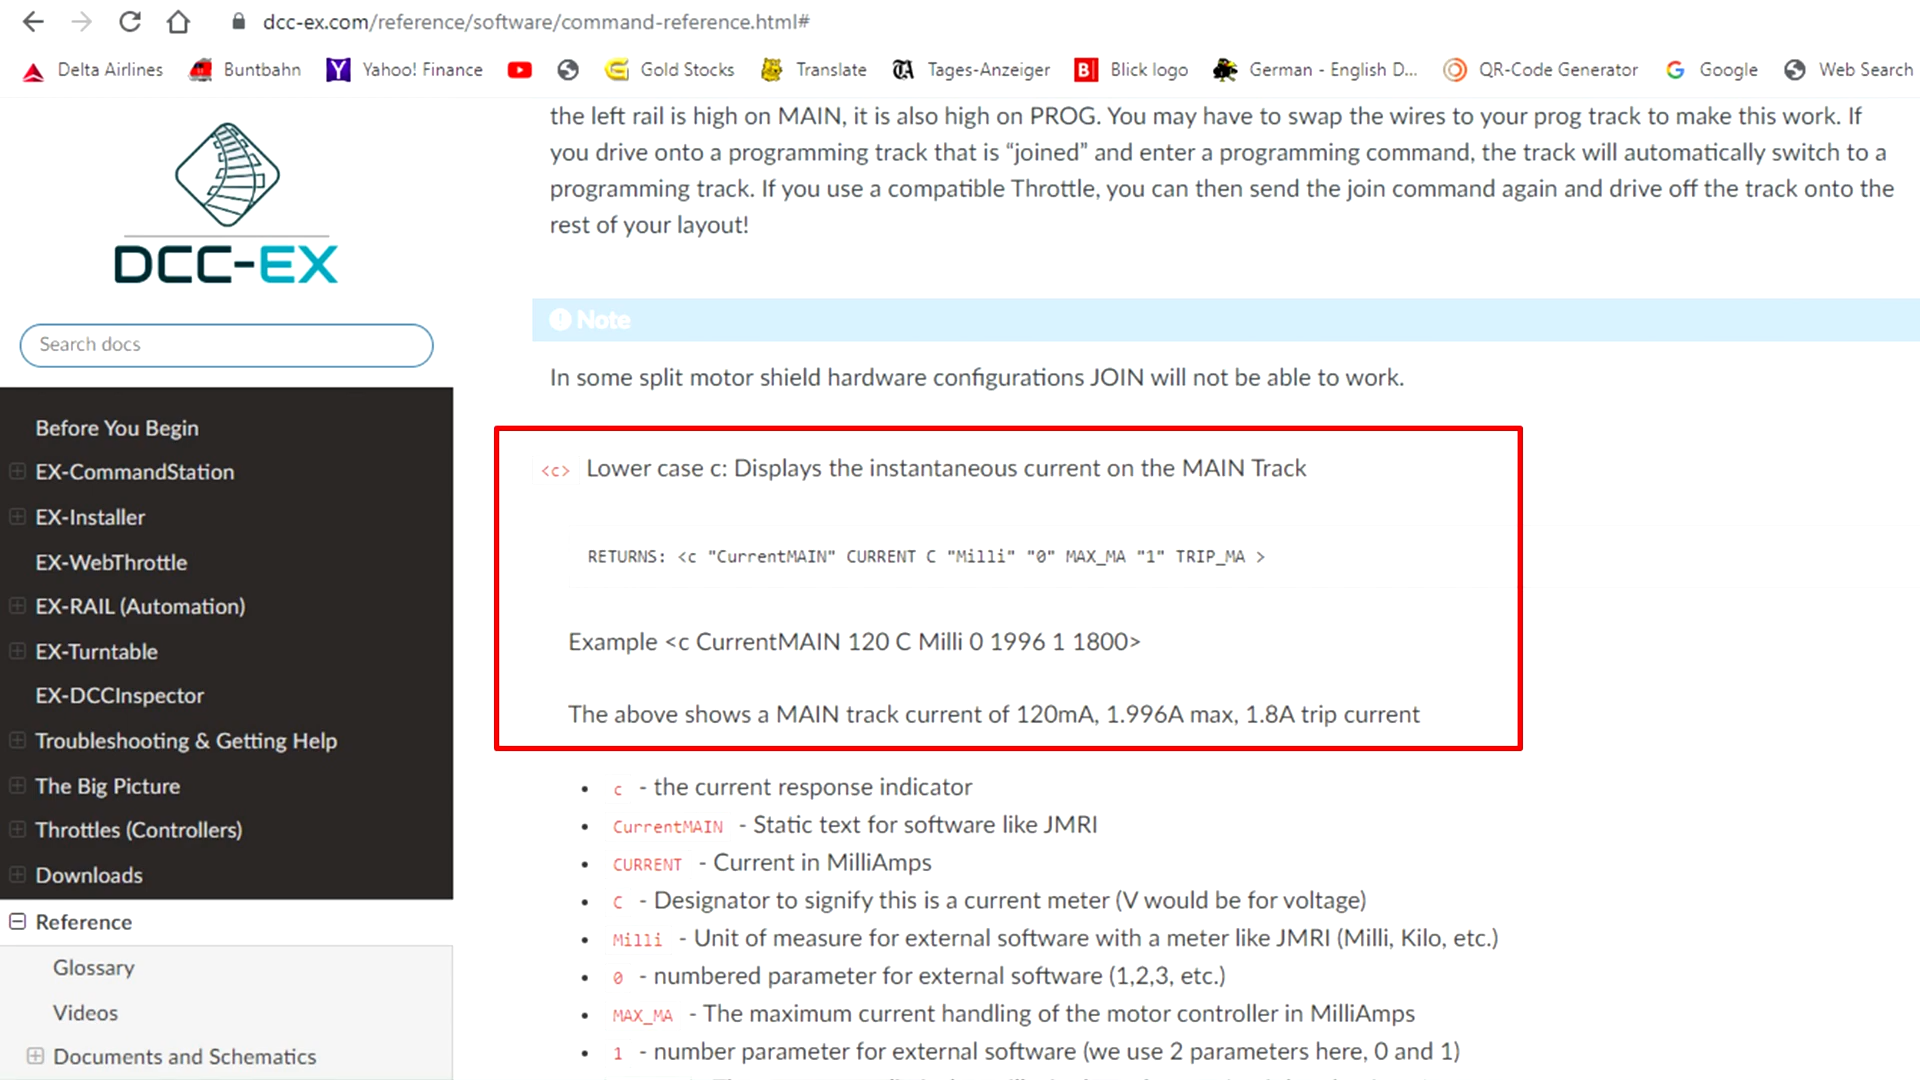 dcc-ex.com/reference/software/command-reference.html#
Delta Airlines Buntbahn Yahoo! Finance Gold Stocks Translate Tages-Anzeiger Blick logo German - English D... QR-Code Generator Google Web Search
the left rail is high on MAIN, it is also high on PROG. You may have to swap the wires to your prog track to make this work. If
you drive onto a programming track that is “joined” and enter a programming command, the track will automatically switch to a
programming track. If you use a compatible Throttle, you can then send the join command again and drive off the track onto the
rest of your layout!
DCC-EX
Search docs
Before You Begin
EX-CommandStation
EX-Installer
EX-WebThrottle
EX-RAIL (Automation)
EX-Turntable
EX-DCCInspector
Troubleshooting & Getting Help
The Big Picture
Throttles (Controllers)
Downloads
Reference
Glossary
Videos
Documents and Schematics
Note
In some split motor shield hardware configurations JOIN will not be able to work.
<c> Lower case c: Displays the instantaneous current on the MAIN Track
RETURNS: <c "CurrentMAIN" CURRENT C "Milli" "0" MAX_MA "1" TRIP_MA >
Example <c CurrentMAIN 120 C Milli 0 1996 1 1800>
The above shows a MAIN track current of 120mA, 1.996A max, 1.8A trip current
• c - the current response indicator
• CurrentMAIN - Static text for software like JMRI
• CURRENT - Current in MilliAmps
• C - Designator to signify this is a current meter (V would be for voltage)
• Milli - Unit of measure for external software with a meter like JMRI (Milli, Kilo, etc.)
• 0 - numbered parameter for external software (1,2,3, etc.)
• MAX_MA - The maximum current handling of the motor controller in MilliAmps
• 1 - number parameter for external software (we use 2 parameters here, 0 and 1)